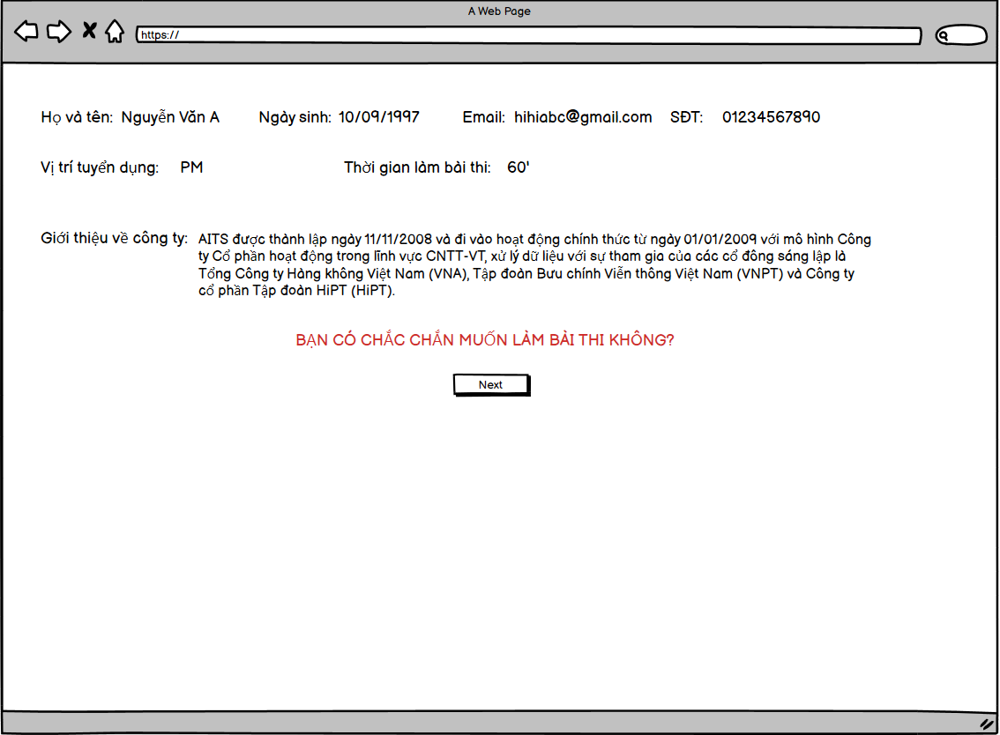 A Web Page
https://
Họ và tên: Nguyễn Văn A Ngày sinh: 10/09/1997 Email: hihiabc@gmail.com SĐT: 01234567890
Vị trí tuyển dụng: PM Thời gian làm bài thi: 60'
Giới thiệu về công ty: AITS được thành lập ngày 11/11/2008 và đi vào hoạt động chính thức từ ngày 01/01/2009 với mô hình Công
ty Cổ phần hoạt động trong lĩnh vực CNTT-VT, xử lý dữ liệu với sự tham gia của các cổ đông sáng lập là
Tổng Công ty Hàng không Việt Nam (VNA), Tập đoàn Bưu chính Viễn thông Việt Nam (VNPT) và Công ty
cổ phần Tập đoàn HiPT (HiPT).
BẠN CÓ CHẮC CHẮN MUỐN LÀM BÀI THI KHÔNG?
Next